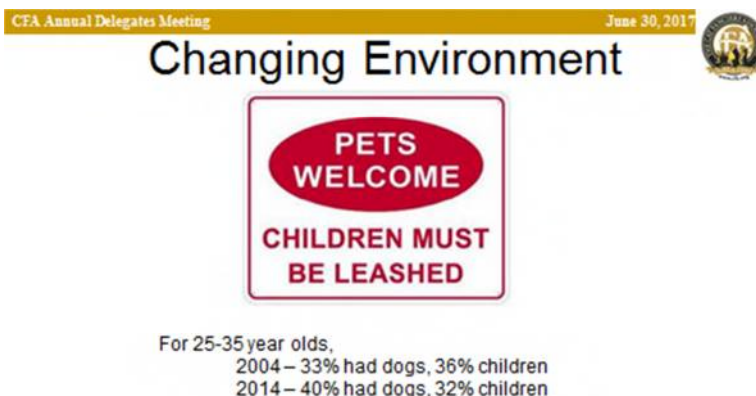 CFA Annual Delegates Meeting June 30, 2017
Changing Environment
PETS
WELCOME
CHILDREN MUST
BE LEASHED
For 25-35 year olds,
2004 – 33% had dogs, 36% children
2014 – 40% had dogs, 32% children